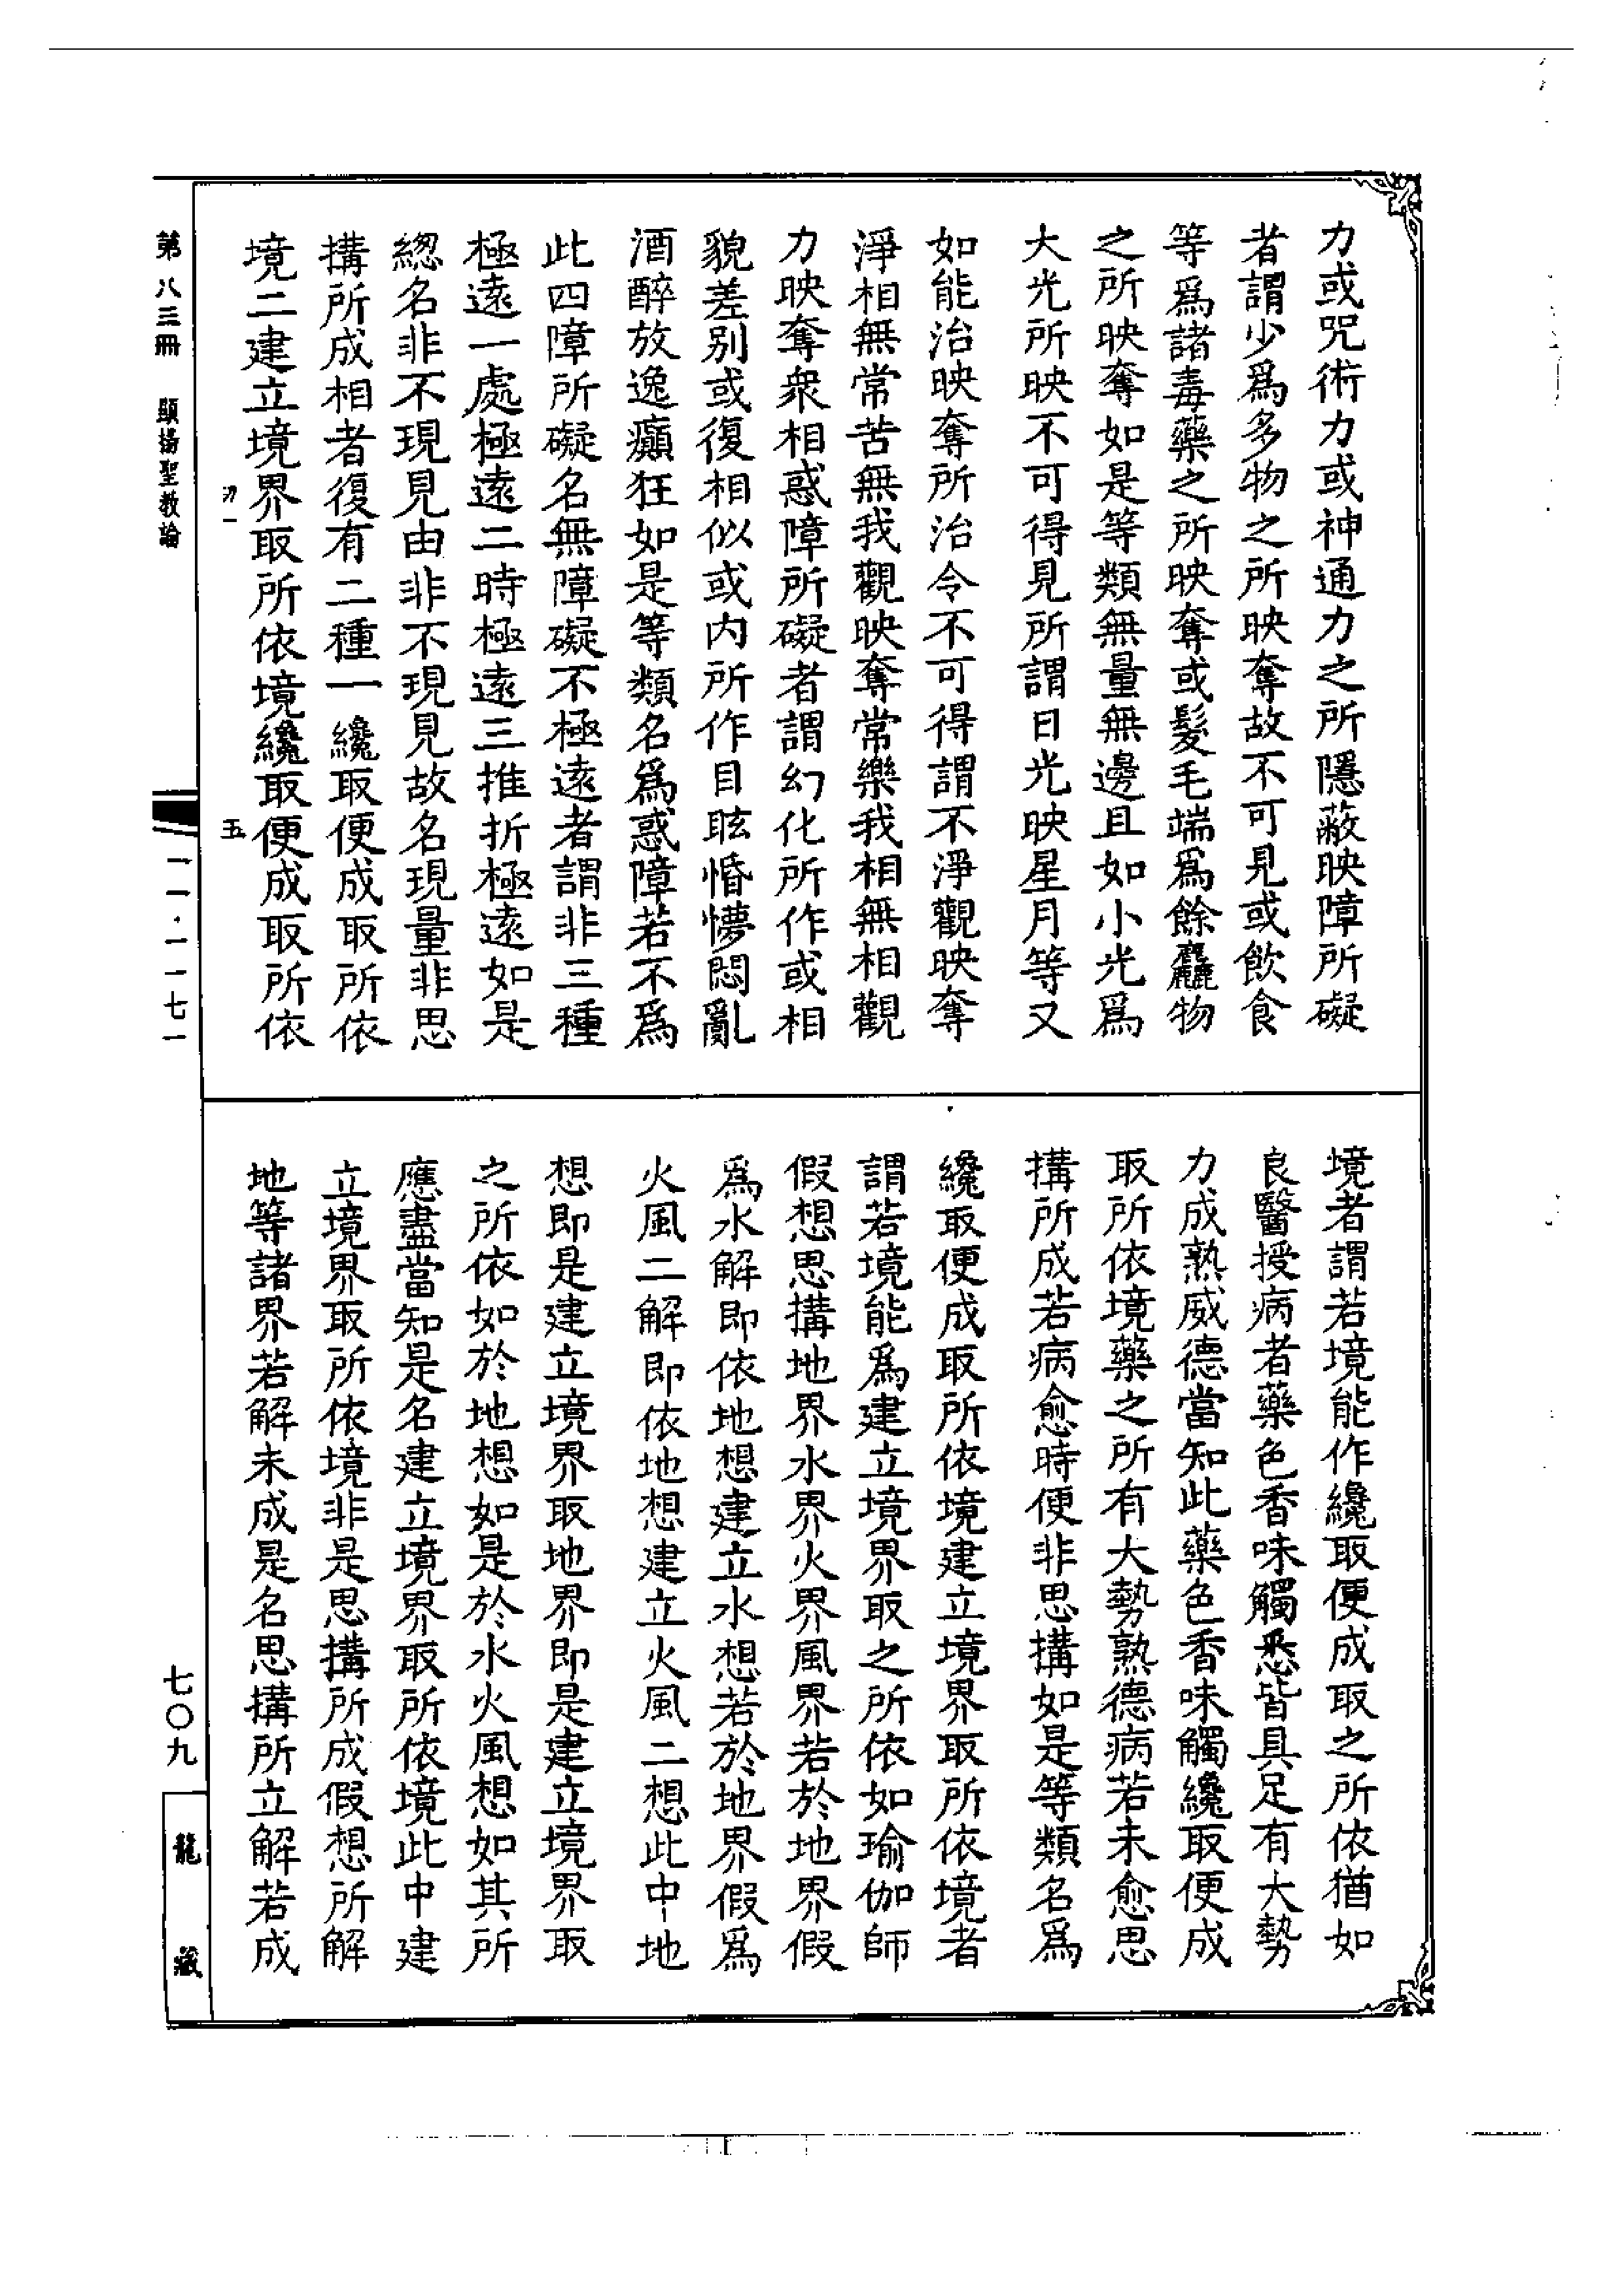 力或咒術力或神通力之所隱蔽映障所礙
者謂少爲多物之所映奪故不可見或飲食
等爲諸毒藥之所映奪或髮毛端爲餘麤物
之所映奪如是等類無量無邊且如小光爲
大光所映不可得見所謂日光映星月等又
如能治映奪所治令不可得謂不淨觀映奪
淨相無常苦無我觀映奪常樂我相無相觀
力映奪衆相惑障所礙者謂幻化所作或相
貌差别或復相似或内所作目眩惛懜悶亂
酒醉放逸癲狂如是等類名爲惑障若不爲
此四障所礙名無障礙不極遠者謂非三種
極遠一處極遠二時極遠三推折極遠如是
緫名非不現見由非不現見故名現量非思
搆所成相者復有二種一纔取便成取所依
境二建立境界取所依境纔取便成取所依
境者謂若境能作纔取便成取之所依猶如
良醫授病者藥色香味觸悉皆具足有大勢
力成熟威德當知此藥色香味觸纔取便成
取所依境藥之所有大勢熟德病若未愈思
搆所成若病愈時便非思搆如是等類名爲
纔取便成取所依境建立境界取所依境者
謂若境能爲建立境界取之所依如瑜伽師
假想思搆地界水界火界風界若於地界假
爲水解即依地想建立水想若於地界假爲
火風二解即依地想建立火風二想此中地
想即是建立境界取地界即是建立境界取
之所依如於地想如是於水火風想如其所
應盡當知是名建立境界取所依境此中建
立境界取所依境非是思搆所成假想所解
地等諸界若解未成是名思搆所立解若成
第八三冊 顯揚聖教論
切一
五
一一·一一七一
七〇九
龍藏